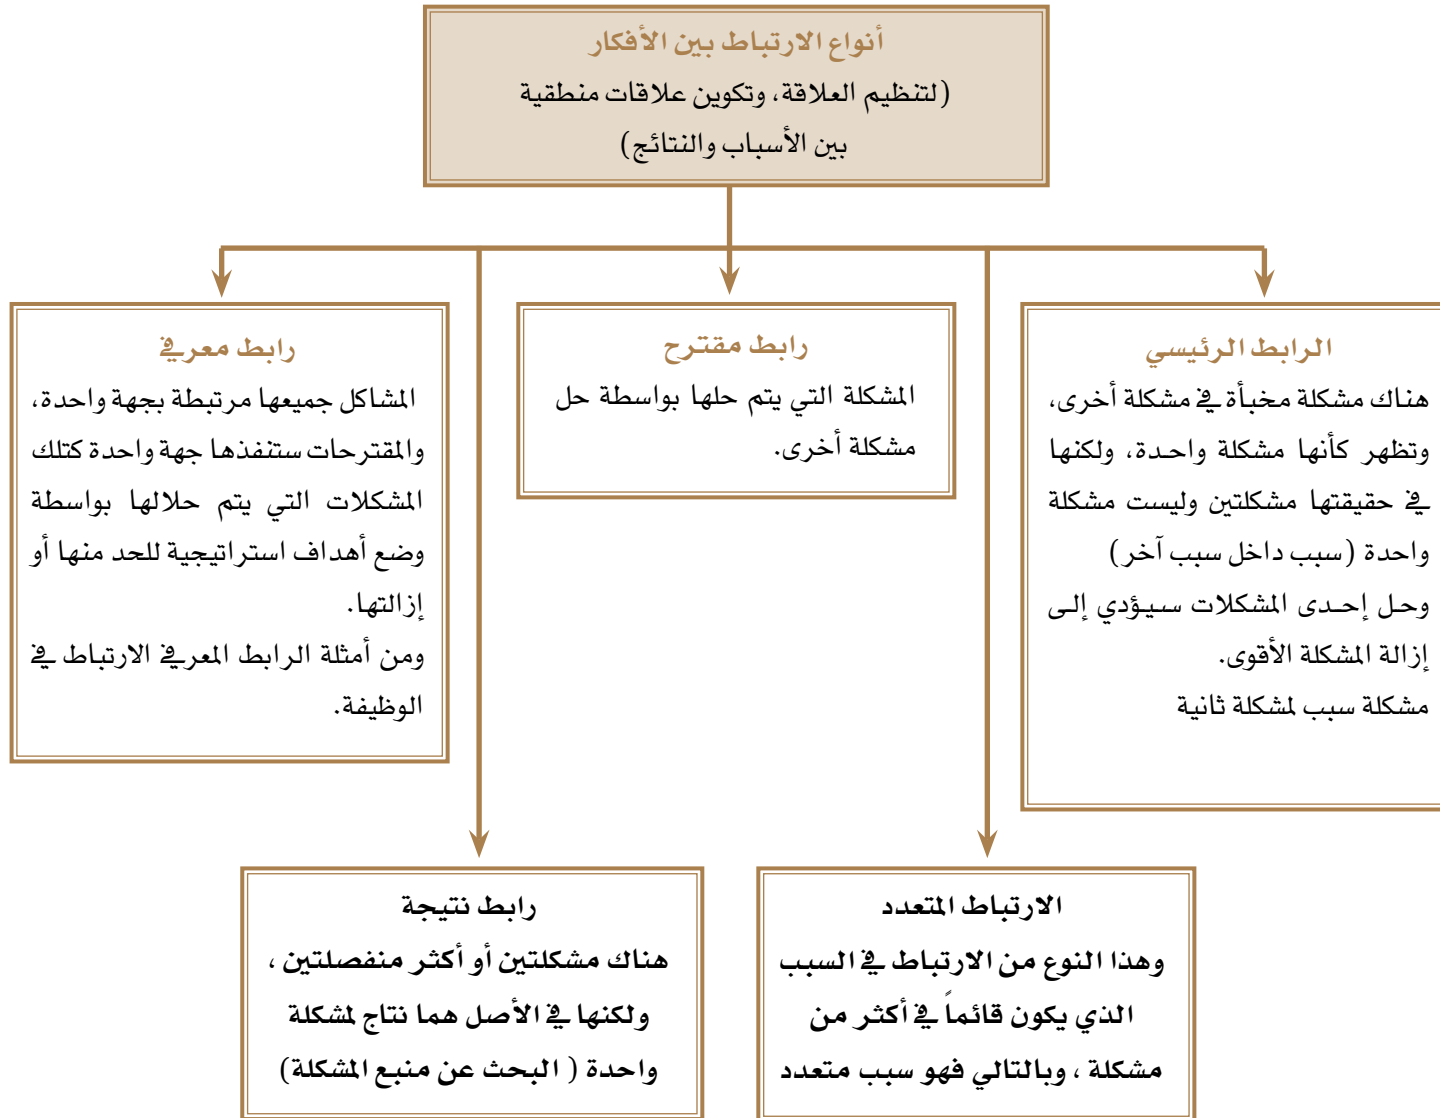 أنواع الارتباط بين الأفكار
(لتنظيم العلاقة، وتكوين علاقات منطقية
بين الأسباب والنتائج)
الرابط الرئيسي
هناك مشكلة مخبأة في مشكلة أخرى،
وتظهر كأنها مشكلة واحدة، ولكنها
في حقيقتها مشكلتين وليست مشكلة
واحدة (سبب داخل سبب آخر)
وحل إحدى المشكلات سيؤدي إلى
إزالة المشكلة الأقوى.
مشكلة سبب لمشكلة ثانية
رابط مقترح
المشكلة التي يتم حلها بواسطة حل
مشكلة أخرى.
رابط معرفي
المشاكل جميعها مرتبطة بجهة واحدة،
والمقترحات ستنفذها جهة واحدة كتلك
المشكلات التي يتم حلالها بواسطة
وضع أهداف استراتيجية للحد منها أو
إزالتها.
ومن أمثلة الرابط المعرفي الارتباط في
الوظيفة.
الارتباط المتعدد
وهذا النوع من الارتباط في السبب
الذي يكون قائماً في أكثر من
مشكلة ، وبالتالي فهو سبب متعدد
رابط نتيجة
هناك مشكلتين أو أكثر منفصلتين ،
ولكنها في الأصل هما نتاج لمشكلة
واحدة ( البحث عن منبع المشكلة)